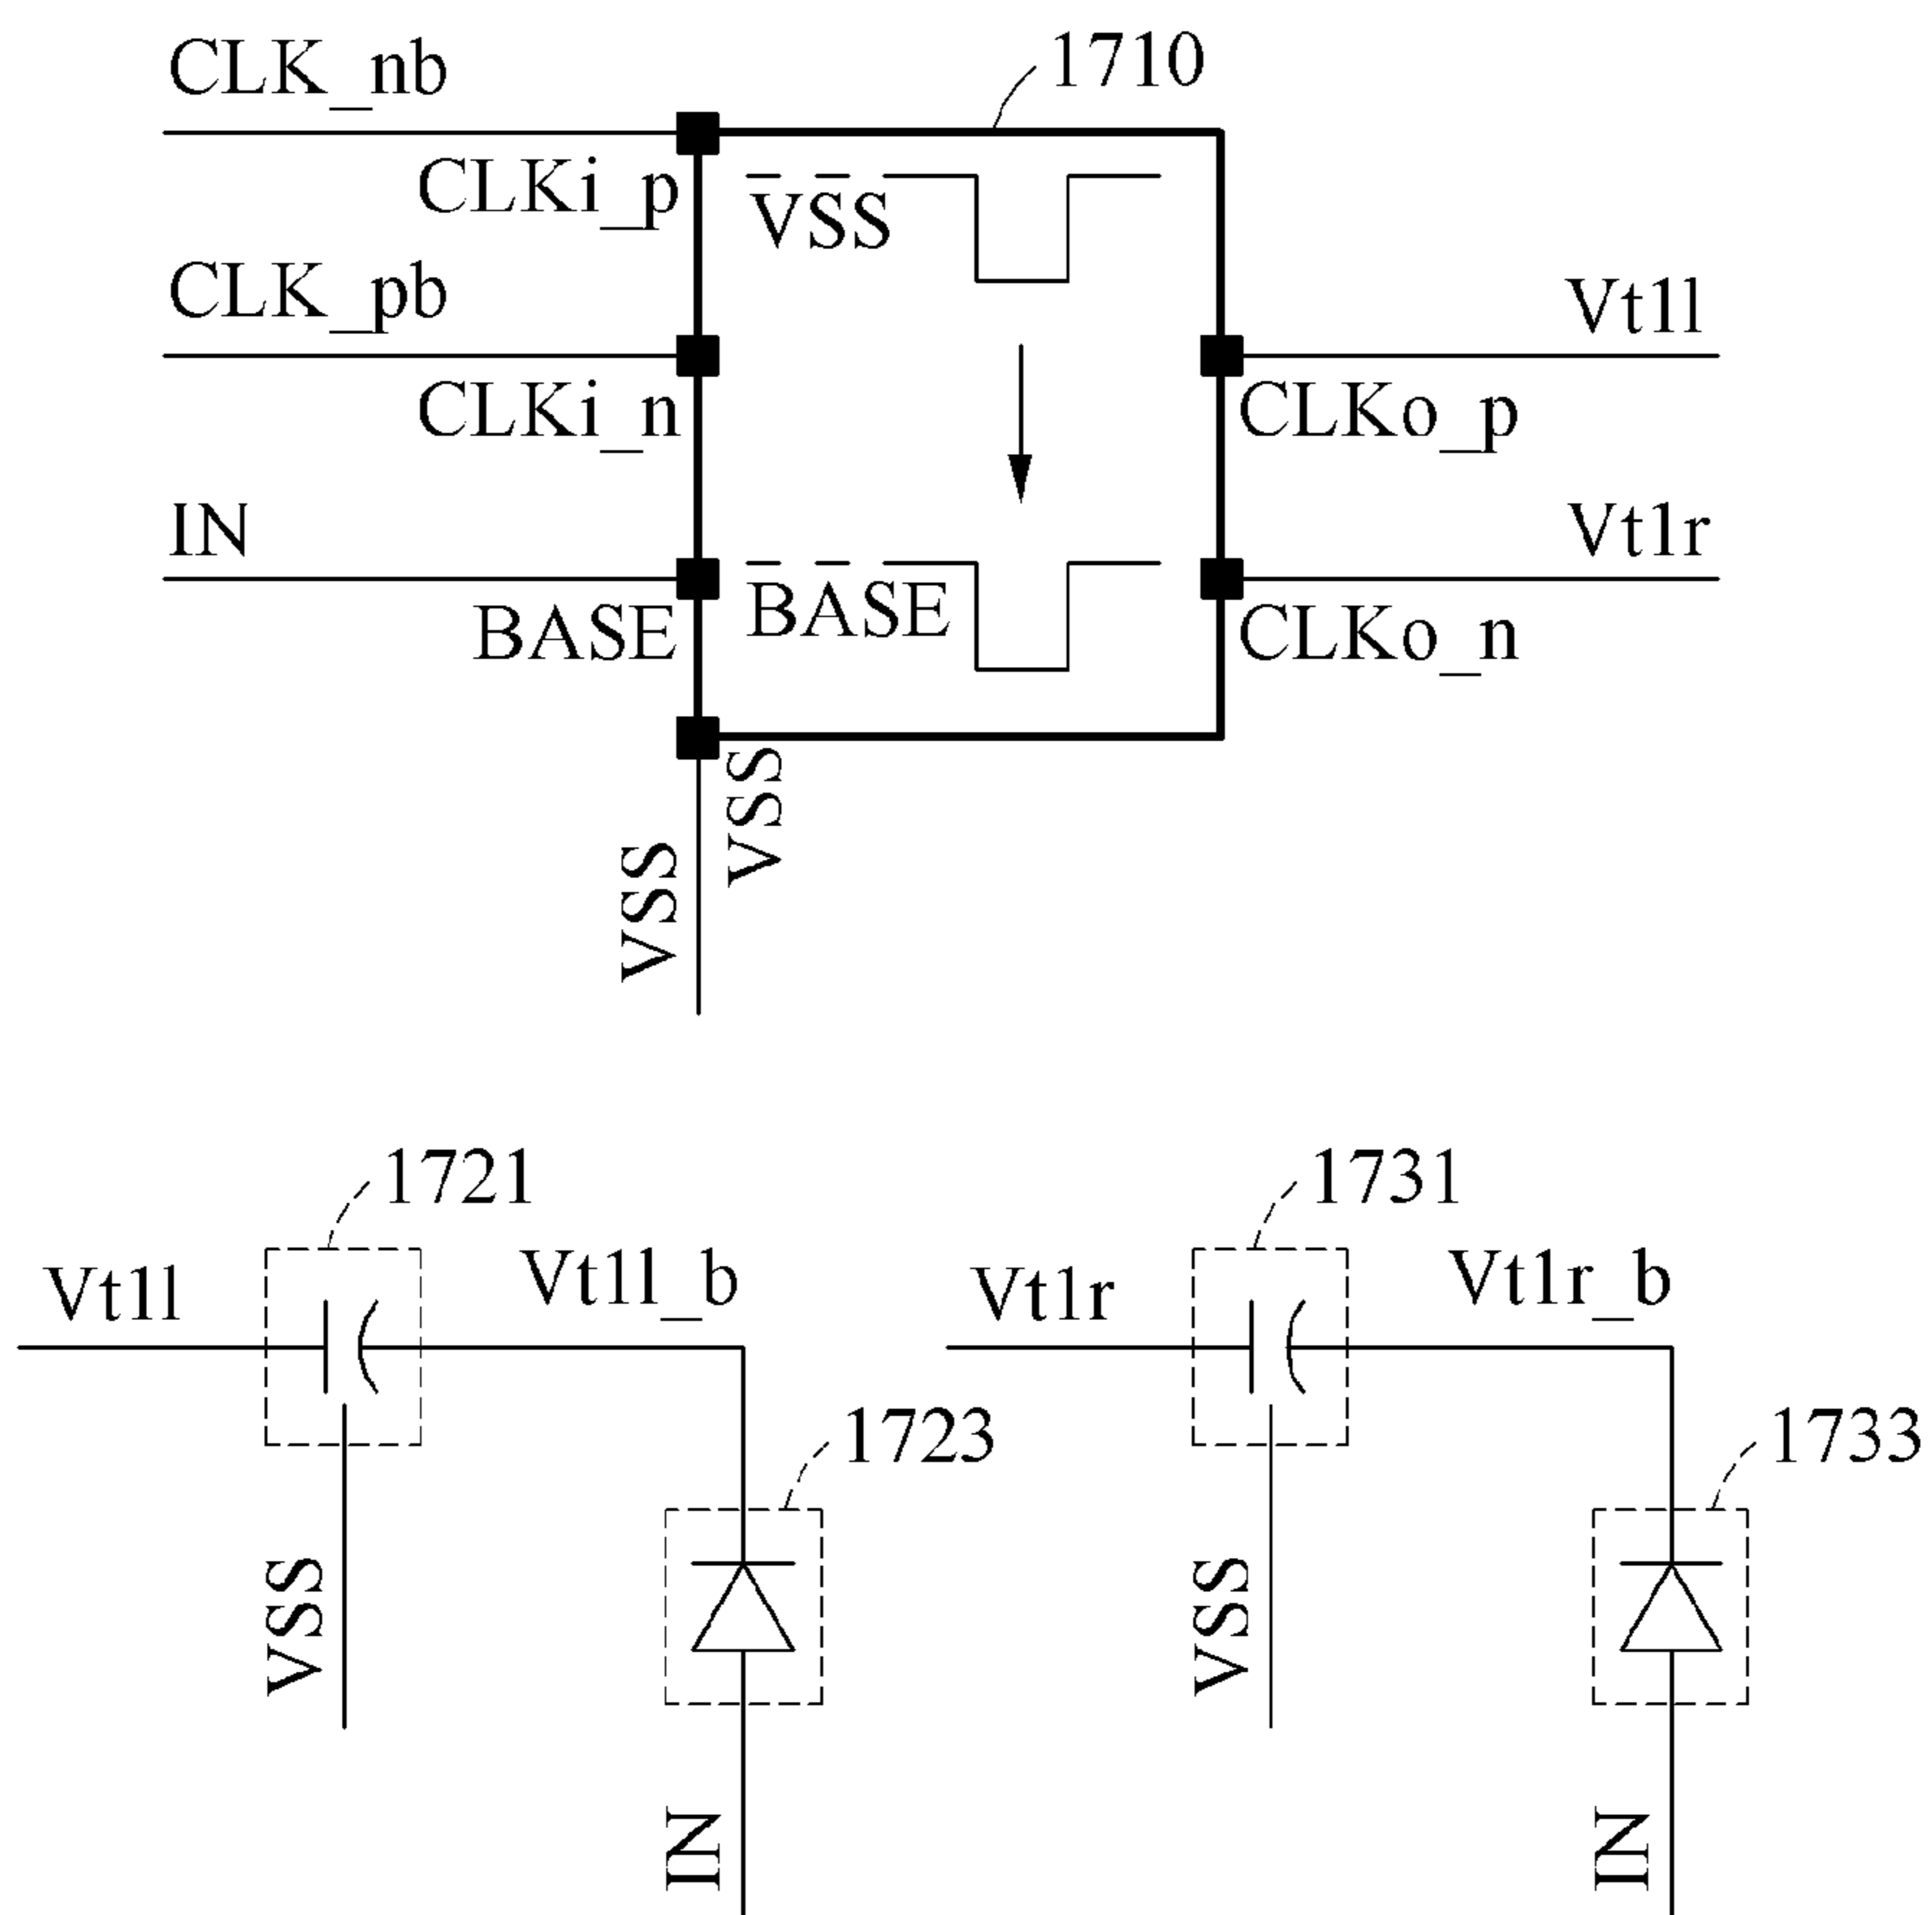 CLK_nb
1710
CLKi_p
VSS
CLK_pb
Vt1l
CLKi_n
CLKo_p
IN
Vt1r
BASE
BASE
CLKo_n
VSS
VSS
1721
1731
Vt1l
Vt1l_b
Vt1r
Vt1r_b
1723
1733
VSS
VSS
IN
IN